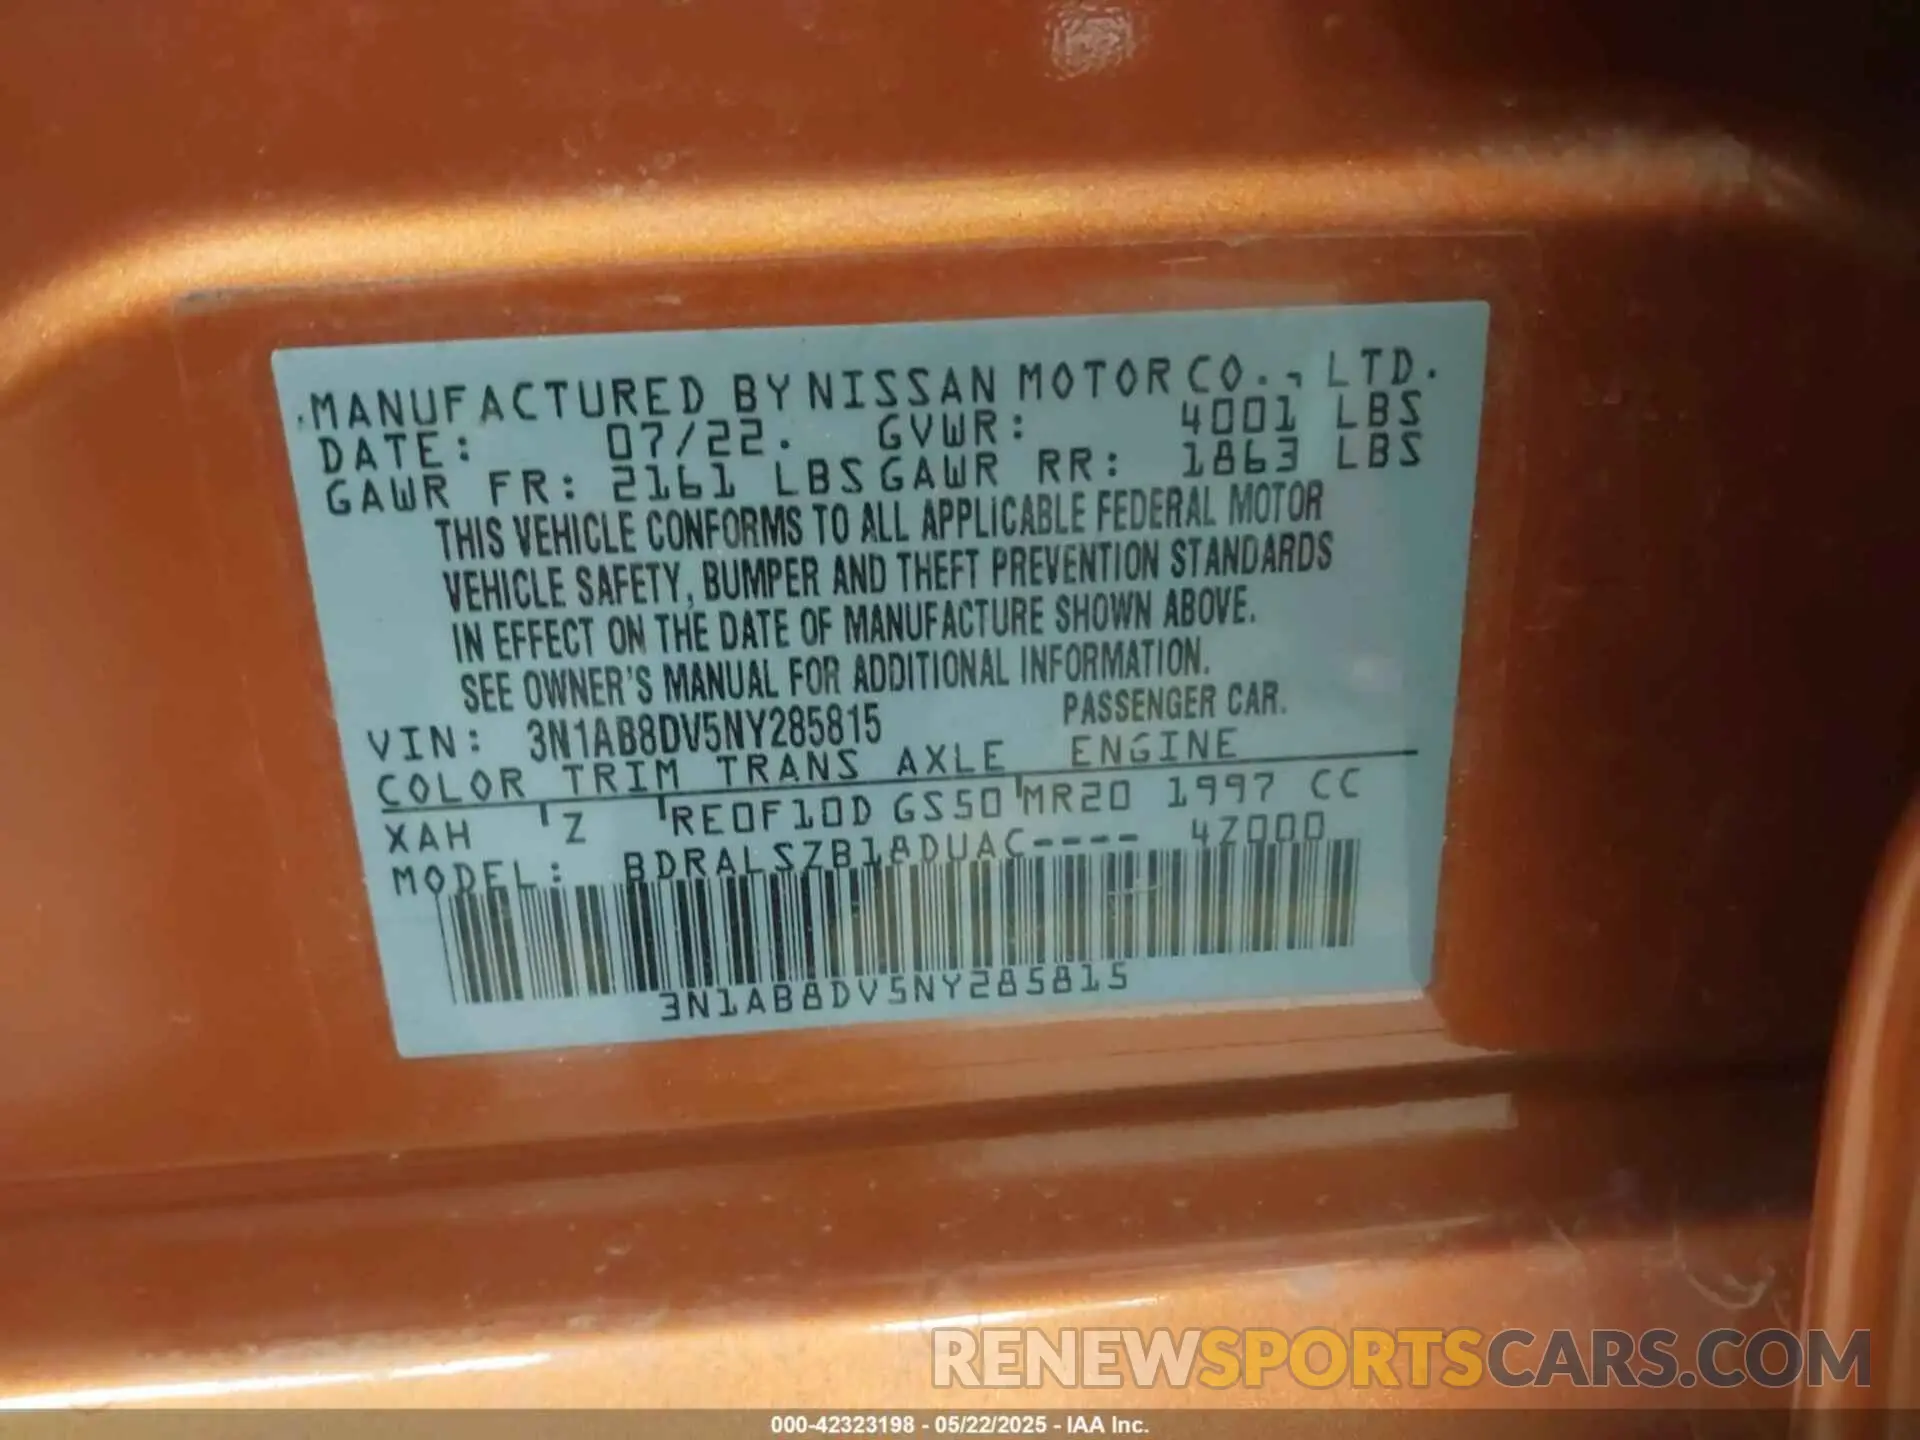 MANUFACTURED BY NISSAN MOTOR CO., LTD.
DATE: 07/22. GVWR: 4001 LBS
GAWR FR: 2161 LBS GAWR RR: 1863 LBS
THIS VEHICLE CONFORMS TO ALL APPLICABLE FEDERAL MOTOR
VEHICLE SAFETY, BUMPER AND THEFT PREVENTION STANDARDS
IN EFFECT ON THE DATE OF MANUFACTURE SHOWN ABOVE.
SEE OWNER'S MANUAL FOR ADDITIONAL INFORMATION.
VIN: 3N1AB8DV5NY285815 PASSENGER CAR.
COLOR TRIM TRANS AXLE ENGINE
XAH Z RE0F10D GS50 MR20 1997 CC
MODEL: BDRALSZB18DUAC---- 4Z000
3N1AB8DV5NY285815
RENEWSPORTSCARS.COM
000-42323198 - 05/22/2025 - IAA Inc.